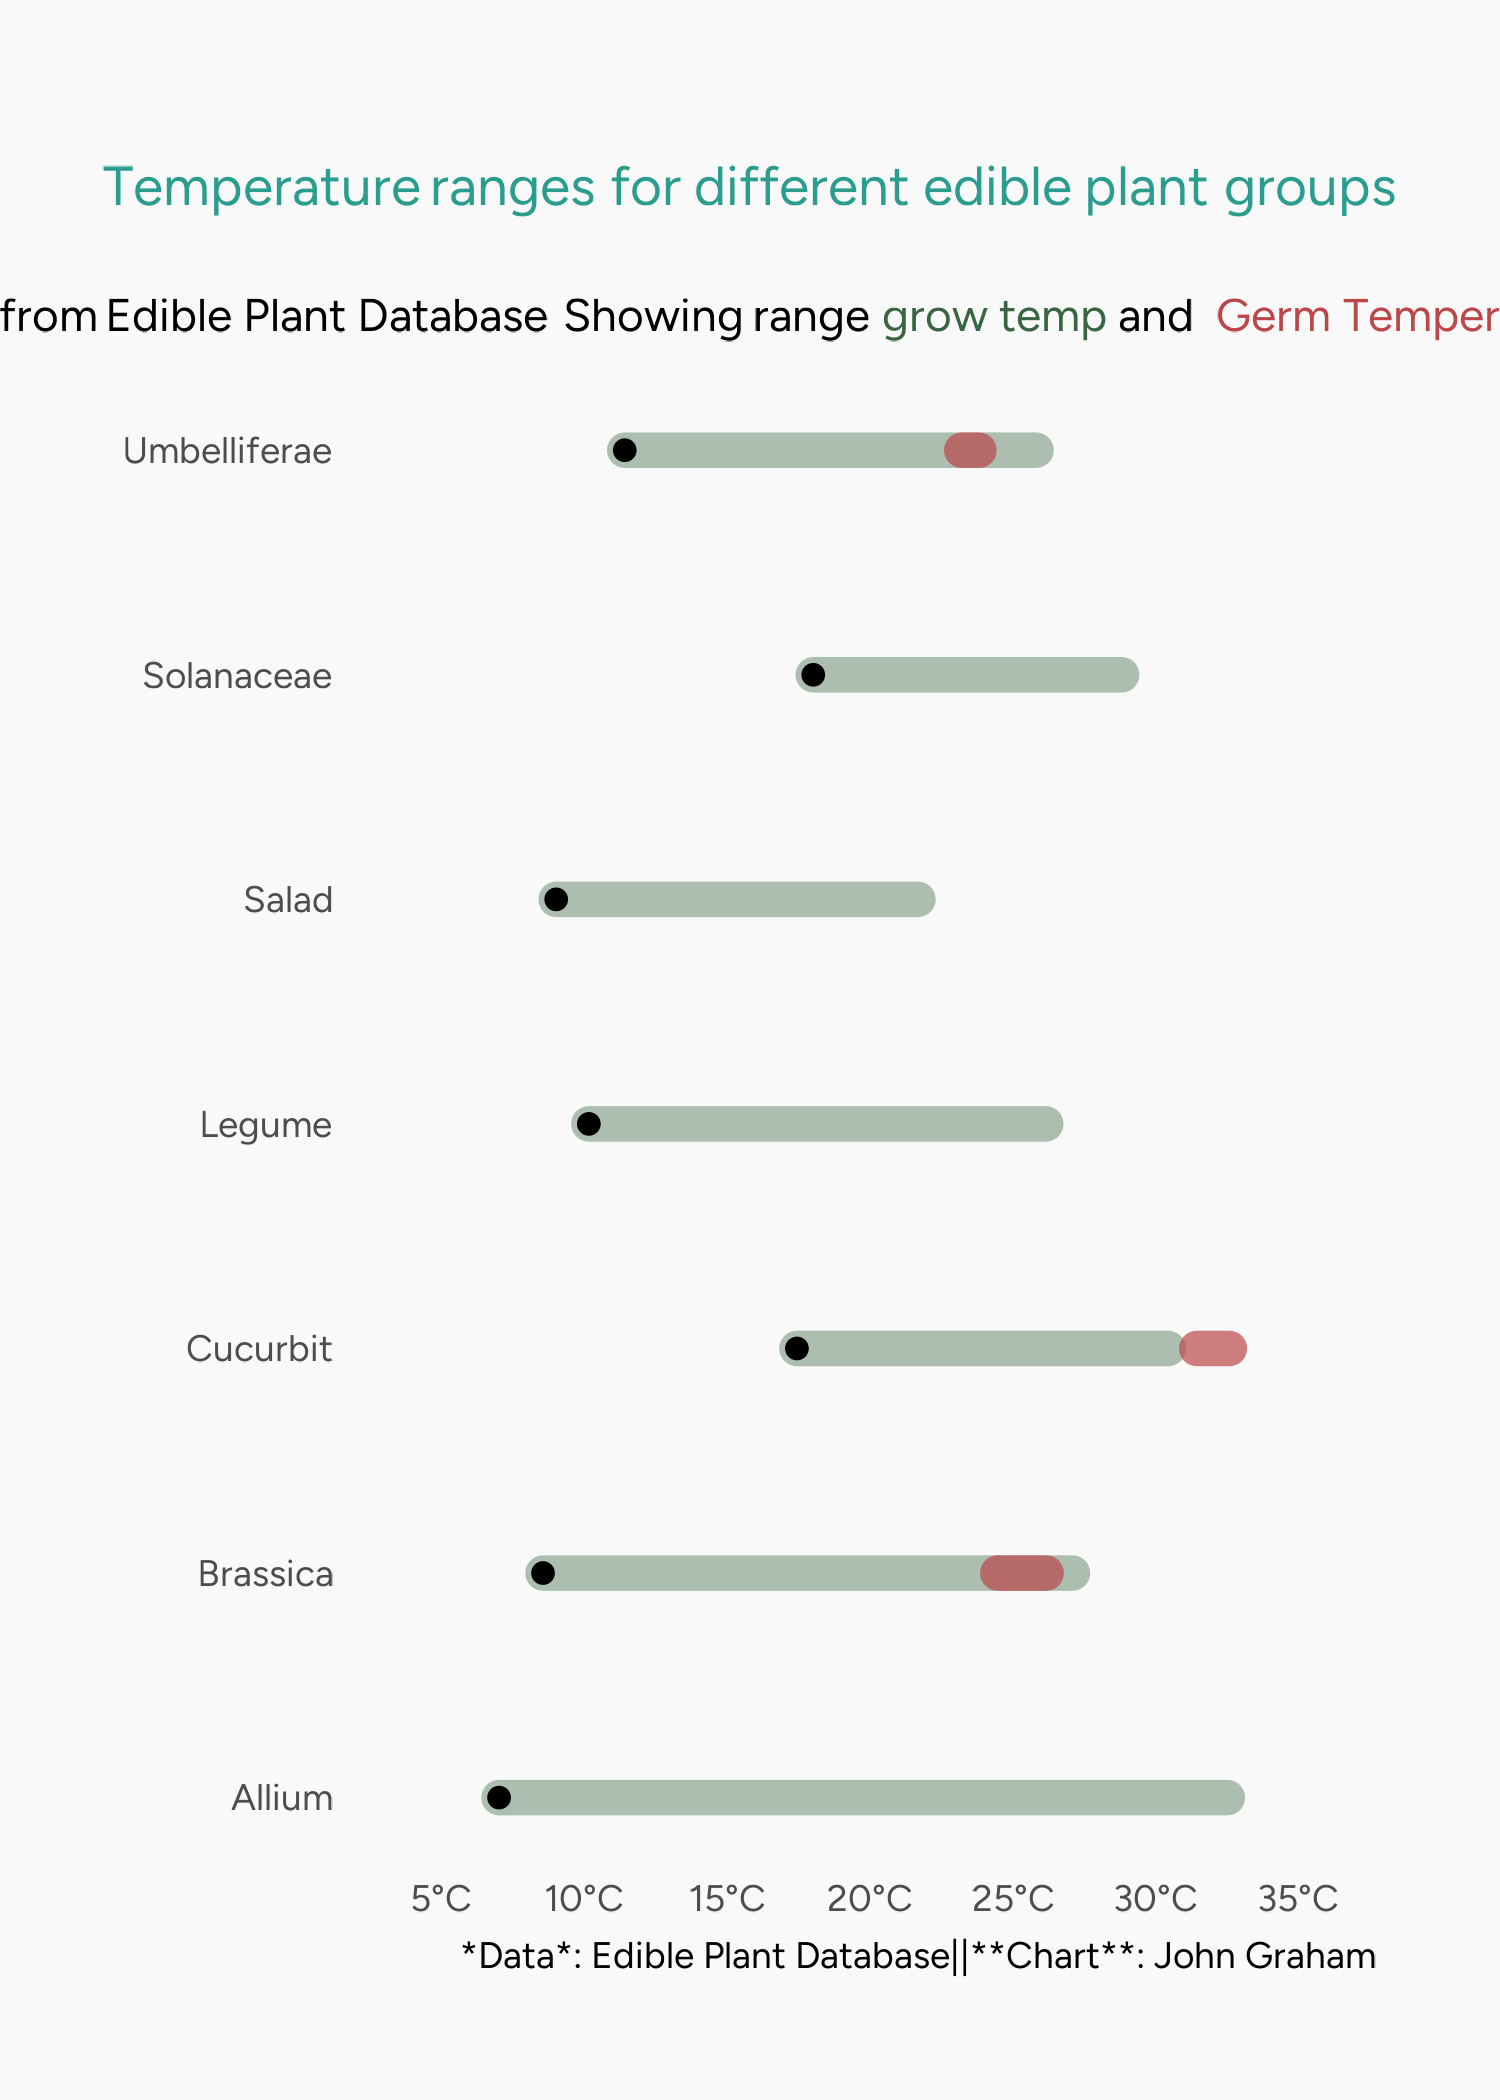 Temperature ranges for different edible plant groups
from Edible Plant Database Showing range grow temp and Germ Temper
Umbelliferae
Solanaceae
Salad
Legume
Cucurbit
Brassica
Allium
5°C 10°C 15°C 20°C 25°C 30°C 35°C
*Data*: Edible Plant Database||**Chart**: John Graham